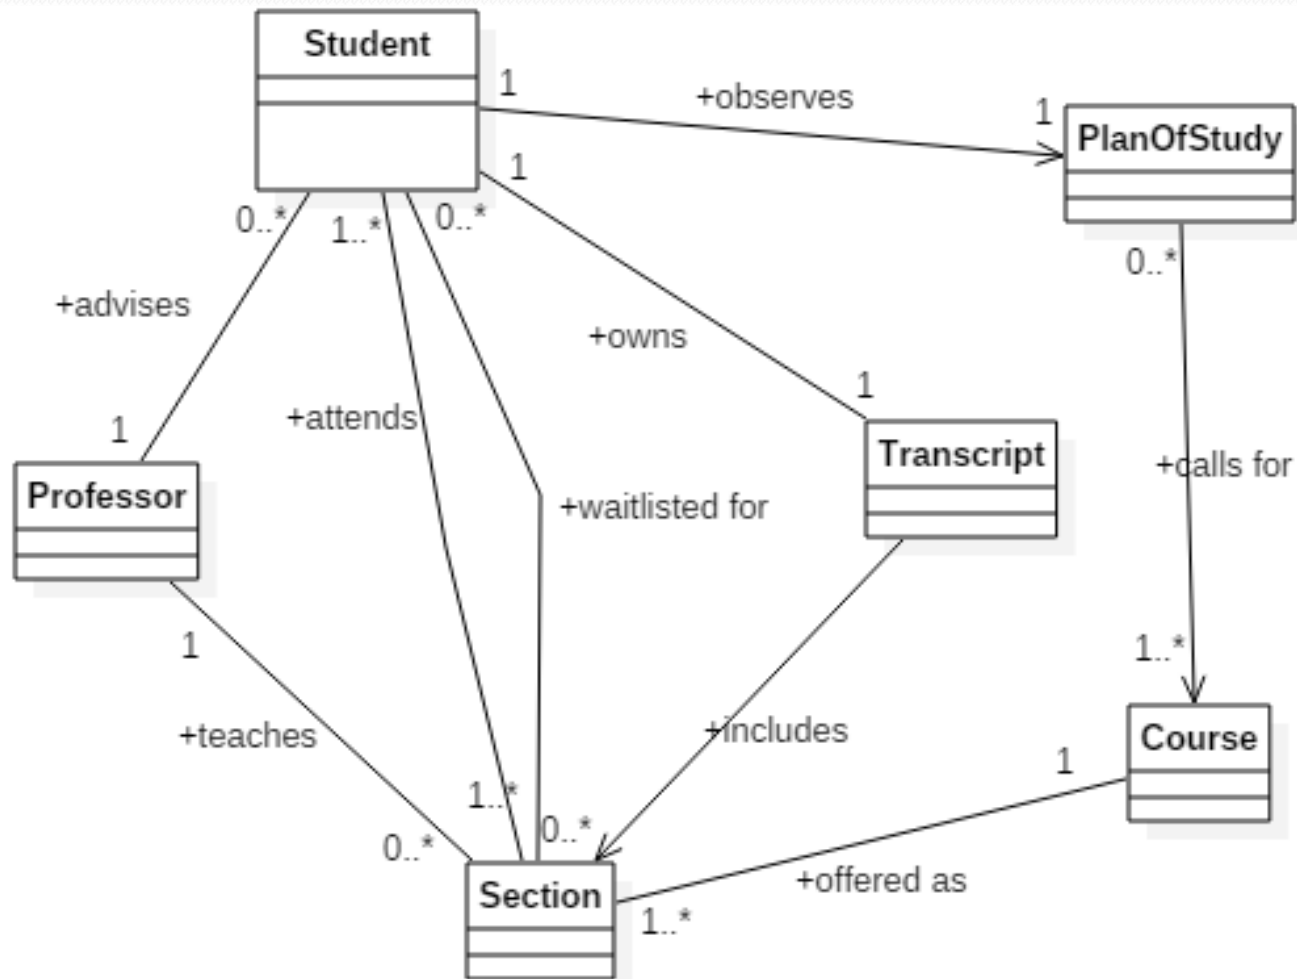 Student
1
+observes
1
PlanOfStudy
1
0..*
1..*
0..*
0..*
+advises
+owns
1
+attends
1
Transcript
+calls for
Professor
+waitlisted for
1
1..*
+teaches
+includes
Course
1
1..*
0..*
0..*
+offered as
Section
1..*